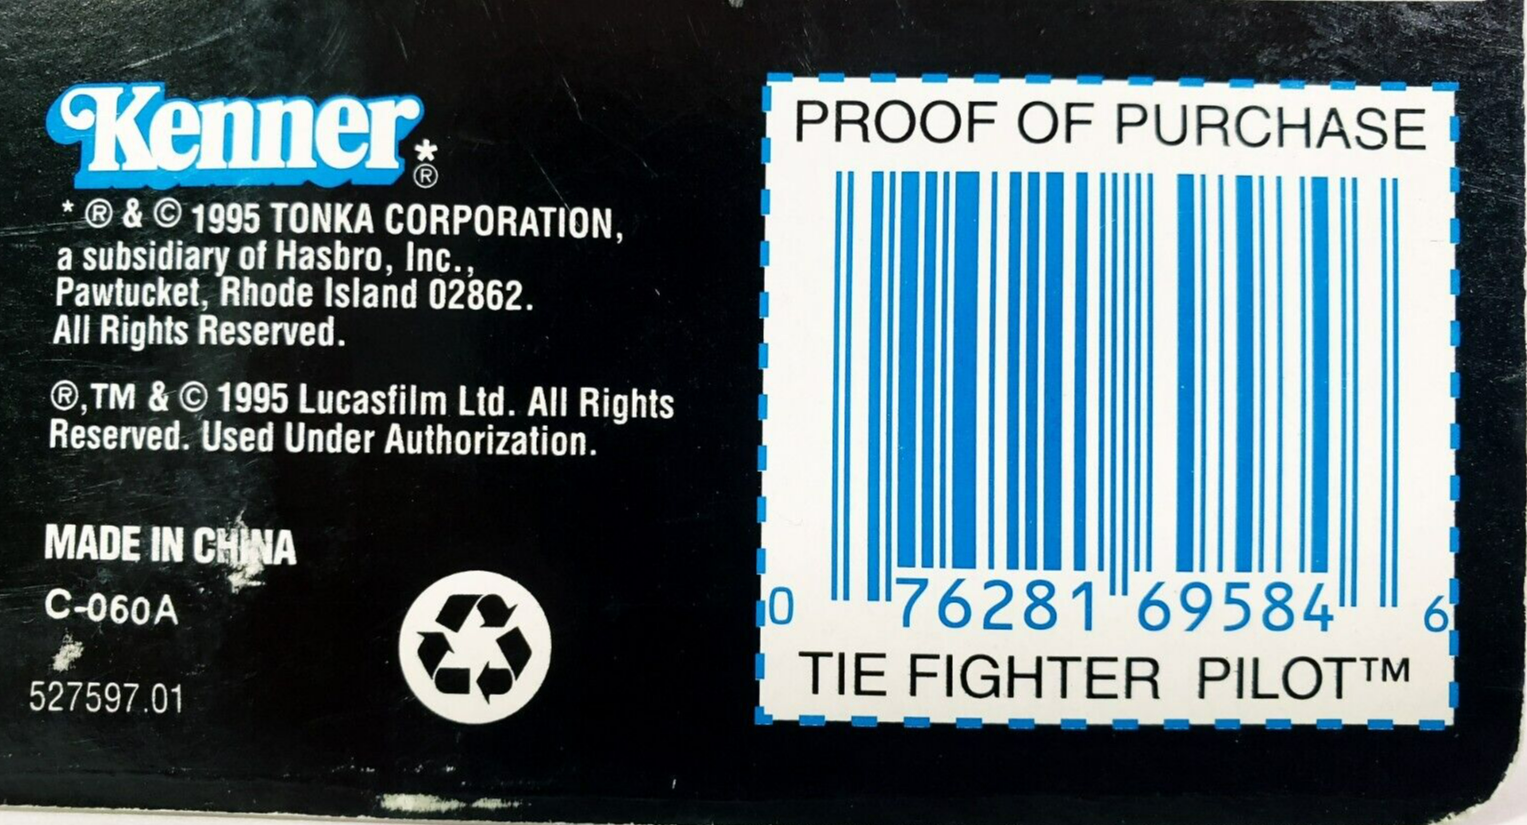 Kenner*®
* ® & © 1995 TONKA CORPORATION,
a subsidiary of Hasbro, Inc.,
Pawtucket, Rhode Island 02862.
All Rights Reserved.
®,TM & © 1995 Lucasfilm Ltd. All Rights
Reserved. Used Under Authorization.
MADE IN CHINA
C-060A
527597.01
PROOF OF PURCHASE
0 76281 69584 6
TIE FIGHTER PILOT™